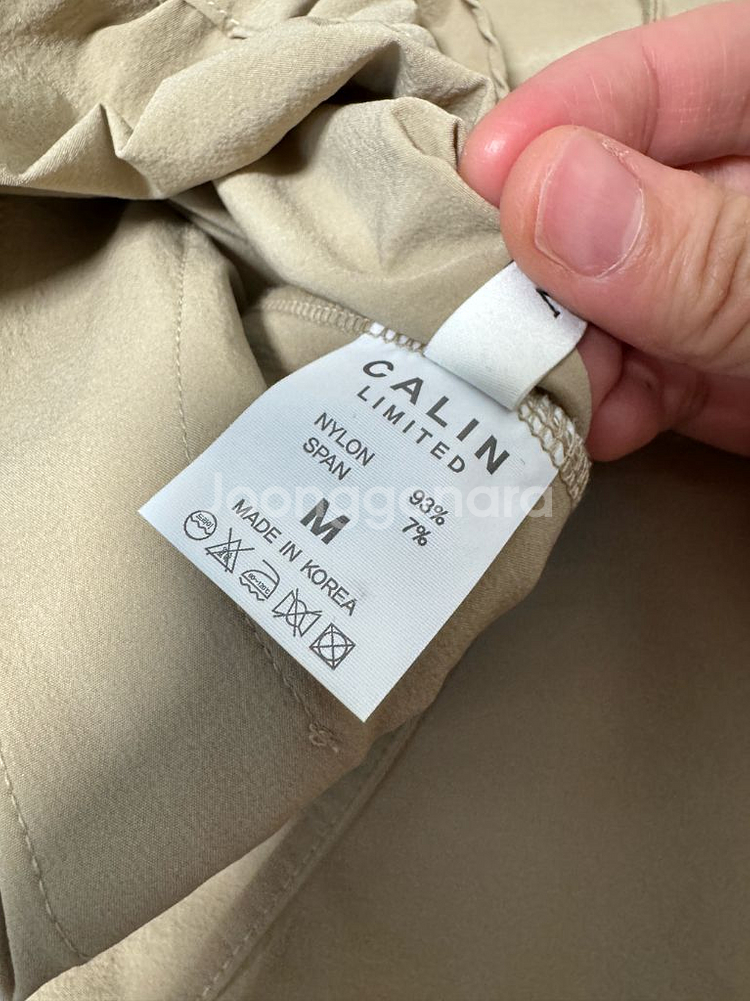 CALIN
LIMITED
NYLON 93%
SPAN 7%
M
MADE IN KOREA
Joonggonara